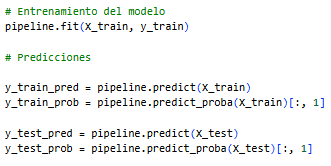 # Entrenamiento del modelo
pipeline.fit(X_train, y_train)
# Predicciones
y_train_pred = pipeline.predict(X_train)
y_train_prob = pipeline.predict_proba(X_train)[:, 1]
y_test_pred = pipeline.predict(X_test)
y_test_prob = pipeline.predict_proba(X_test)[:, 1]